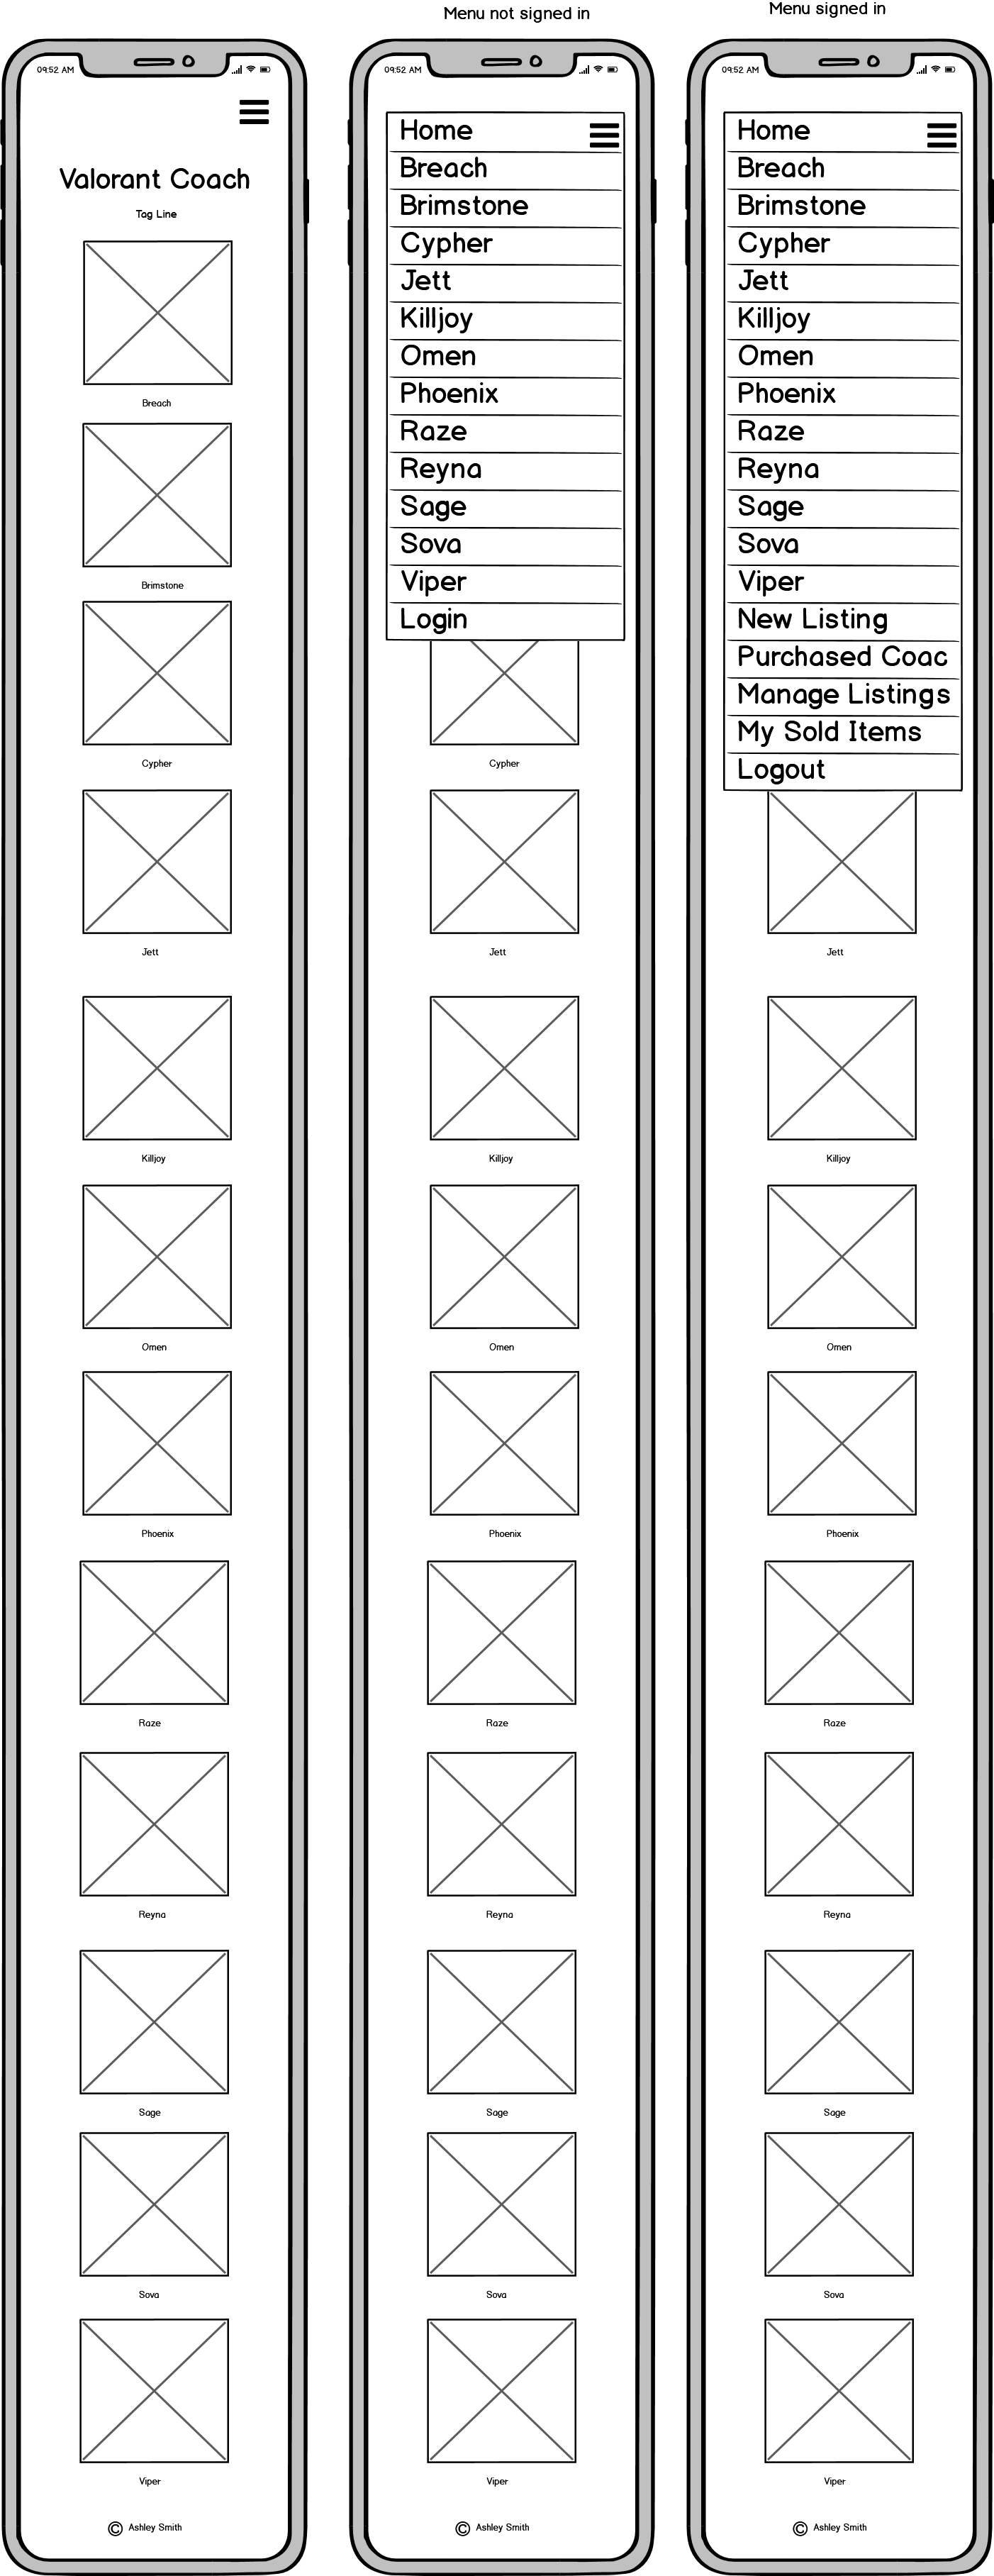 Menu not signed in
Menu signed in
09:52 AM
Valorant Coach
Tag Line
Breach
Brimstone
Cypher
Jett
Killjoy
Omen
Phoenix
Raze
Reyna
Sage
Sova
Viper
© Ashley Smith
09:52 AM
Home
Breach
Brimstone
Cypher
Jett
Killjoy
Omen
Phoenix
Raze
Reyna
Sage
Sova
Viper
Login
Cypher
Jett
Killjoy
Omen
Phoenix
Raze
Reyna
Sage
Sova
Viper
© Ashley Smith
09:52 AM
Home
Breach
Brimstone
Cypher
Jett
Killjoy
Omen
Phoenix
Raze
Reyna
Sage
Sova
Viper
New Listing
Purchased Coac
Manage Listings
My Sold Items
Logout
Jett
Killjoy
Omen
Phoenix
Raze
Reyna
Sage
Sova
Viper
© Ashley Smith